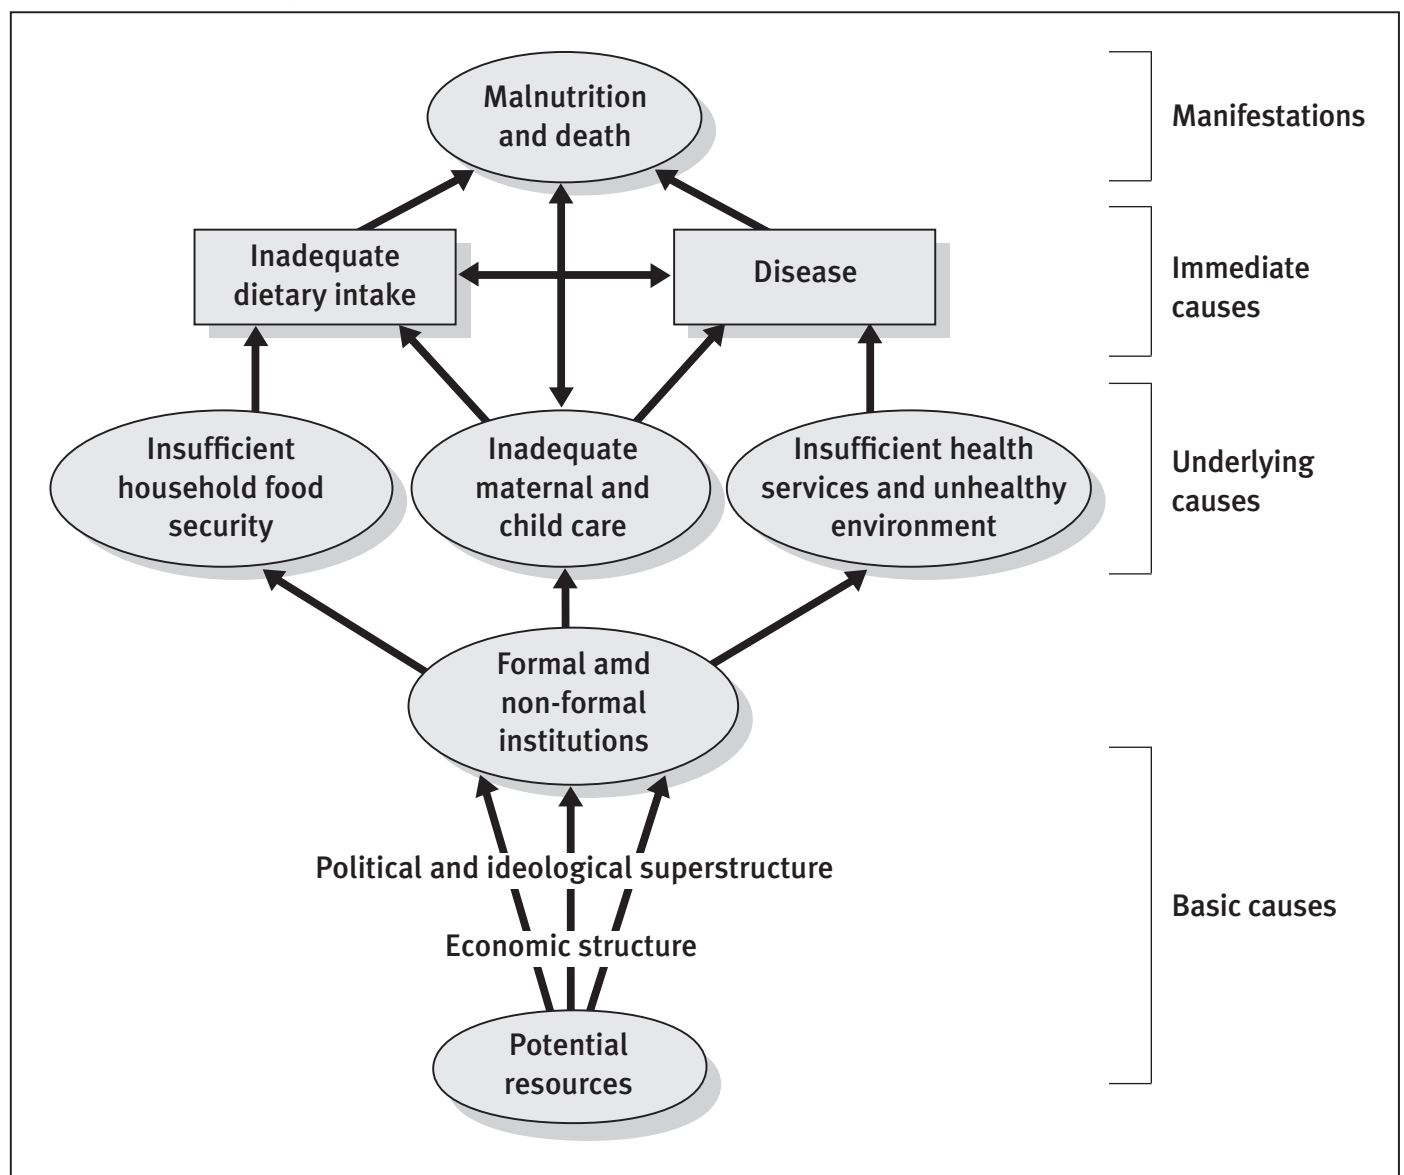 Malnutrition
and death
Manifestations
Inadequate
dietary intake
Disease
Immediate
causes
Insufficient
household food
security
Inadequate
maternal and
child care
Insufficient health
services and unhealthy
environment
Underlying
causes
Formal amd
non-formal
institutions
Political and ideological superstructure
Economic structure
Basic causes
Potential
resources